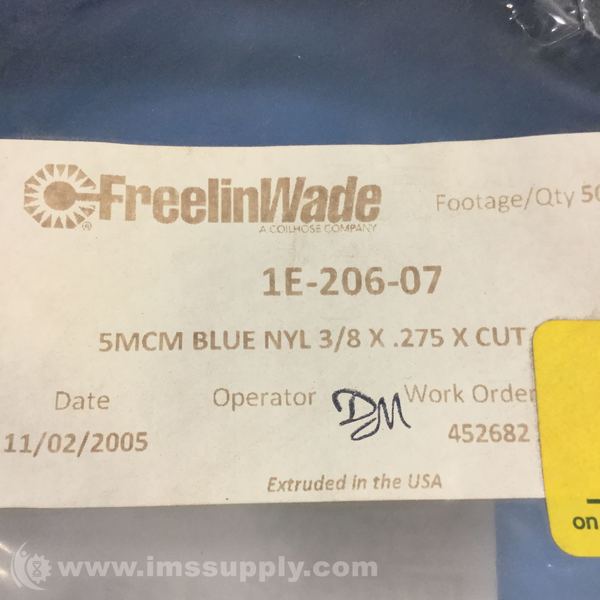 FreelinWade
®
A COILHOSE COMPANY
Footage/Qty 50
1E-206-07
5MCM BLUE NYL 3/8 X .275 X CUT
Date
Operator
Work Order
11/02/2005
DM
452682
Extruded in the USA
on
www.imssupply.com